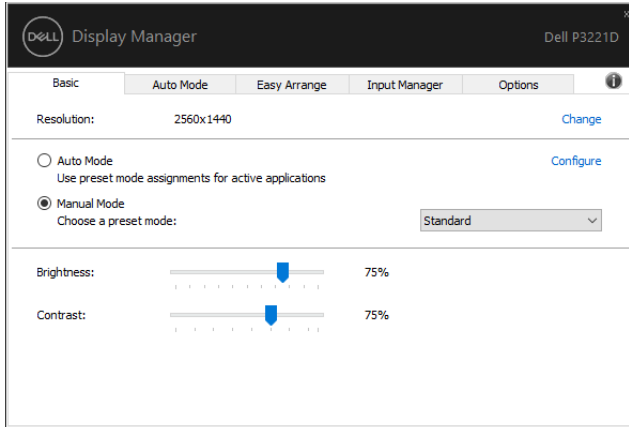 DELL Display Manager Dell P3221D
Basic Auto Mode Easy Arrange Input Manager Options
Resolution: 2560x1440 Change
Auto Mode Configure
Use preset mode assignments for active applications
Manual Mode
Choose a preset mode: Standard
Brightness: 75%
Contrast: 75%